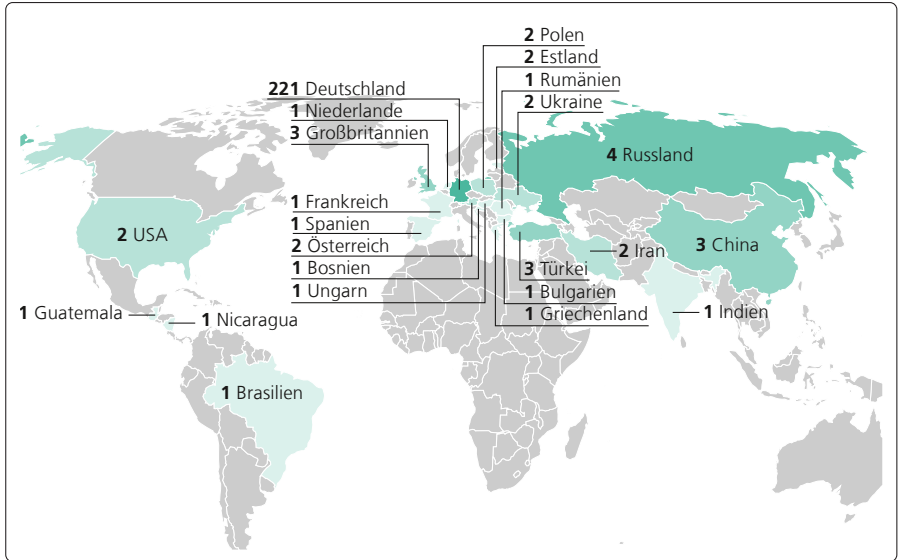 2 Polen
2 Estland
1 Rumänien
2 Ukraine
221 Deutschland
1 Niederlande
3 Großbritannien
4 Russland
1 Frankreich
1 Spanien
2 Österreich
1 Bosnien
1 Ungarn
2 USA
3 China
2 Iran
3 Türkei
1 Bulgarien
1 Griechenland
1 Guatemala
1 Nicaragua
1 Indien
1 Brasilien